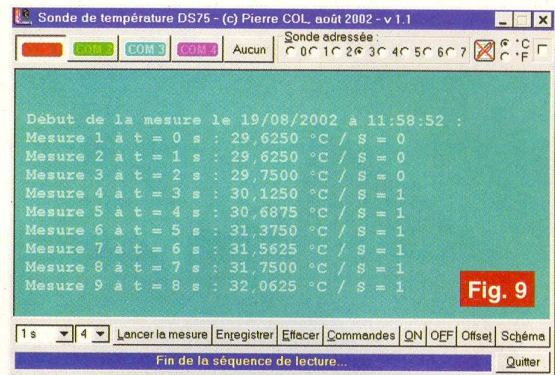 Sonde de température DS75 - (c) Pierre COL, août 2002 - v 1.1
COM 2 COM 3 COM 4 Aucun
Sonde adressée :
0 1 2 3 4 5 6 7 °C
°F
Début de la mesure le 19/08/2002 à 11:58:52 :
Mesure 1 à t = 0 s : 29,6250 °C / S = 0
Mesure 2 à t = 1 s : 29,6250 °C / S = 0
Mesure 3 à t = 2 s : 29,7500 °C / S = 0
Mesure 4 à t = 3 s : 30,1250 °C / S = 1
Mesure 5 à t = 4 s : 30,6875 °C / S = 1
Mesure 6 à t = 5 s : 31,3750 °C / S = 1
Mesure 7 à t = 6 s : 31,5625 °C / S = 1
Mesure 8 à t = 7 s : 31,7500 °C / S = 1
Mesure 9 à t = 8 s : 32,0625 °C / S = 1
Fig. 9
1 s 4 Lancer la mesure Enregistrer Effacer Commandes ON OFF Offset Schéma
Fin de la séquence de lecture... Quitter